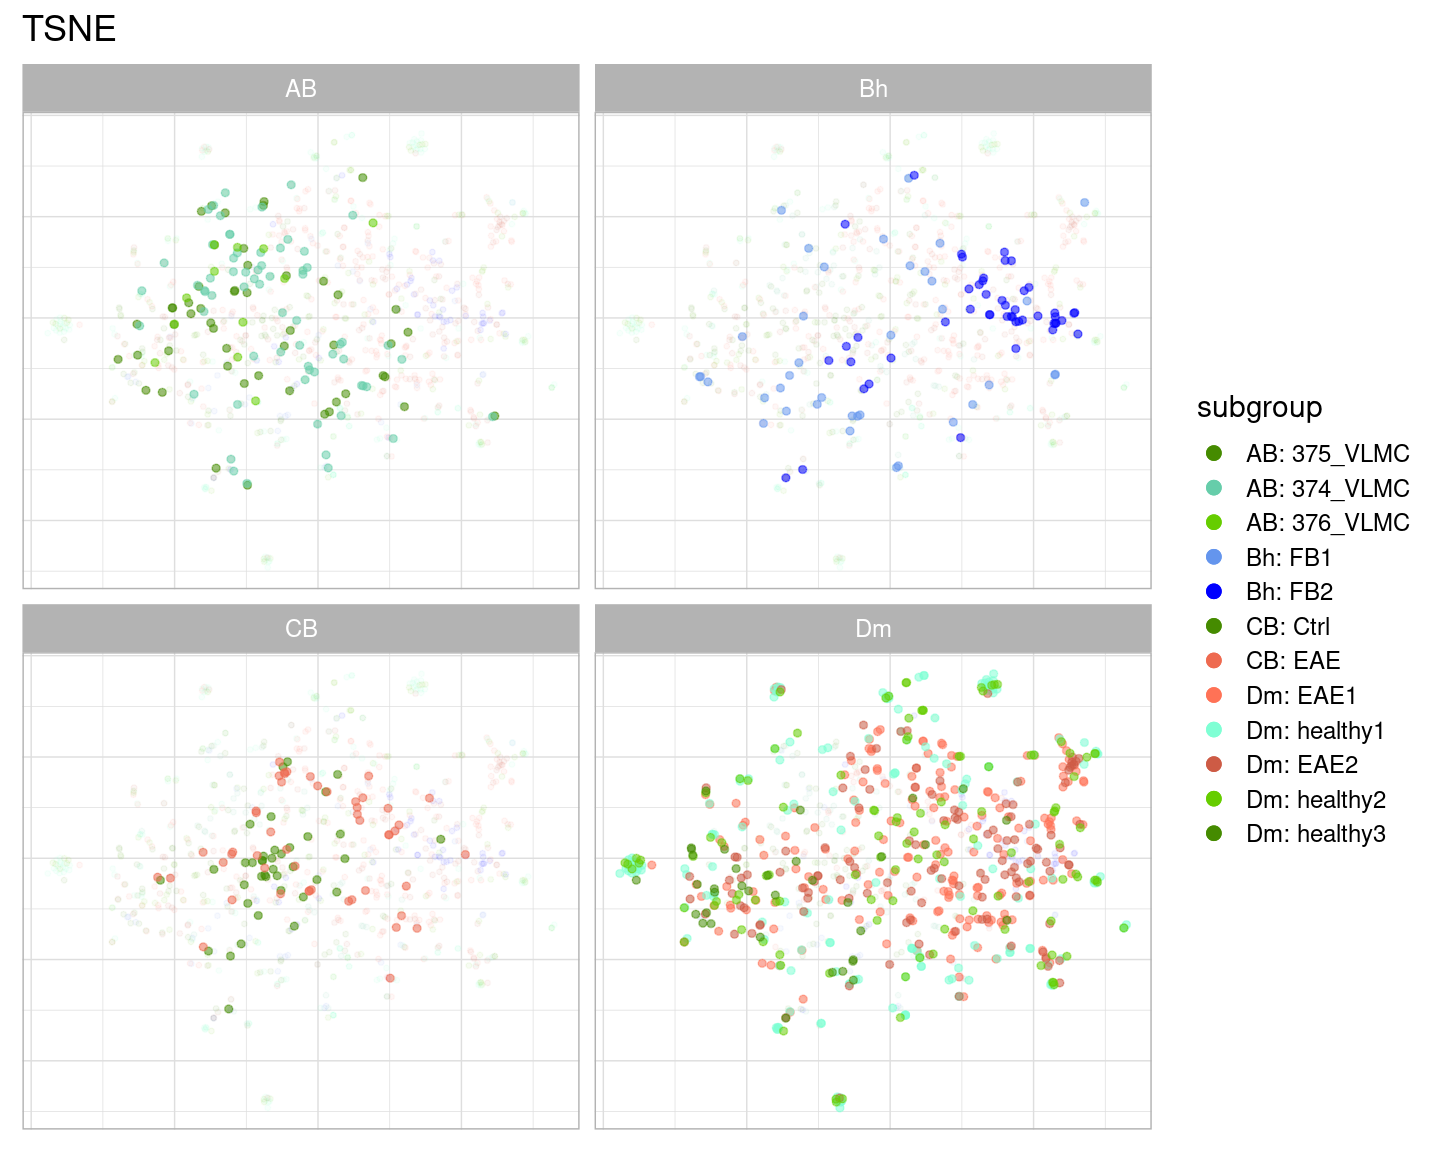 TSNE
AB
Bh
CB
Dm
subgroup
AB: 375_VLMC
AB: 374_VLMC
AB: 376_VLMC
Bh: FB1
Bh: FB2
CB: Ctrl
CB: EAE
Dm: EAE1
Dm: healthy1
Dm: EAE2
Dm: healthy2
Dm: healthy3